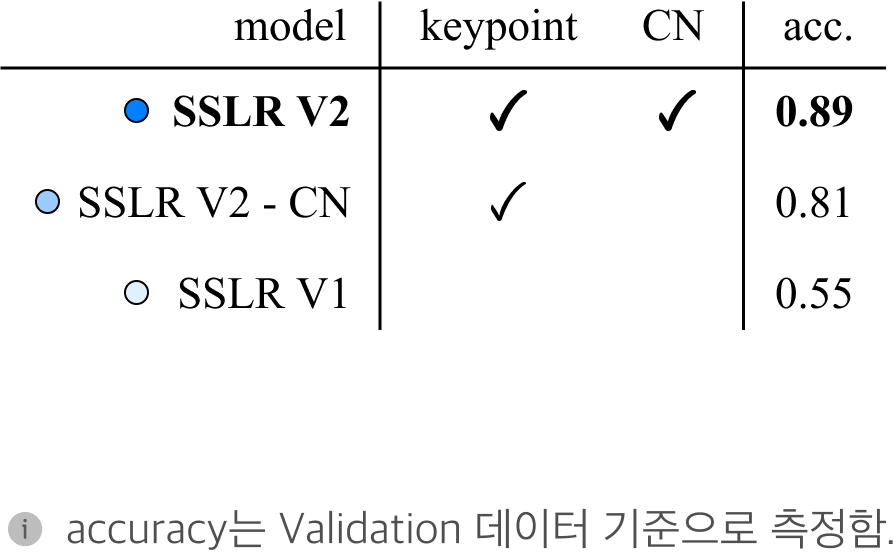 model keypoint CN acc.
SSLR V2 ✓ ✓ 0.89
SSLR V2 - CN ✓ 0.81
SSLR V1 0.55
i accuracy는 Validation 데이터 기준으로 측정함.